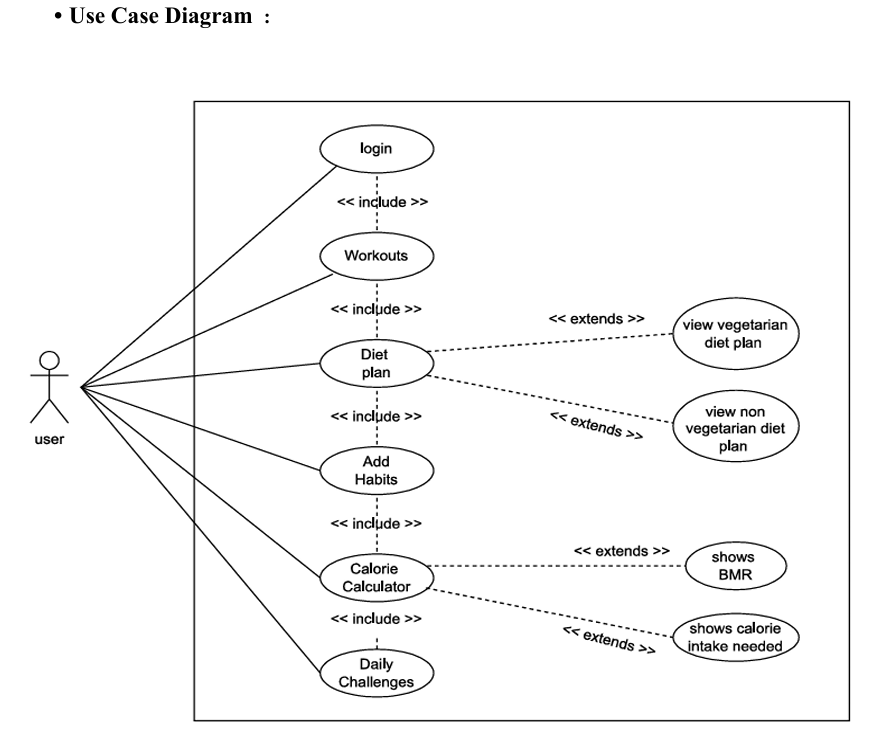 • Use Case Diagram :
login
<< include >>
Workouts
<< include >>
<< extends >>
view vegetarian
diet plan
Diet
plan
<< include >>
<< extends >>
view non
vegetarian diet
plan
user
Add
Habits
<< include >>
<< extends >>
shows
BMR
Calorie
Calculator
<< include >>
<< extends >>
shows calorie
intake needed
Daily
Challenges